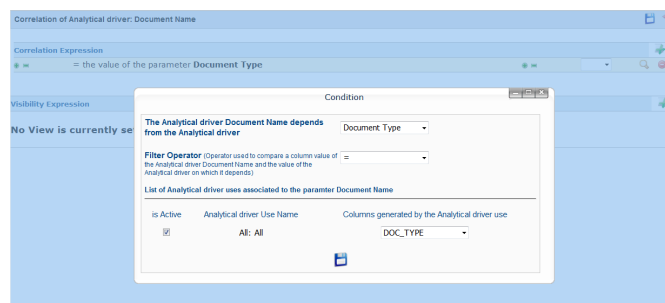 Correlation of Analytical driver: Document Name
Correlation Expression
= the value of the parameter Document Type
Visibility Expression
No View is currently se
Condition
The Analytical driver Document Name depends
from the Analytical driver
Document Type
Filter Operator (Operator used to compare a column value of
the Analytical driver Document Name and the value of the
Analytical driver on which it depends)
=
List of Analytical driver uses associated to the paramter Document Name
is Active Analytical driver Use Name Columns generated by the Analytical driver use
All: All DOC_TYPE